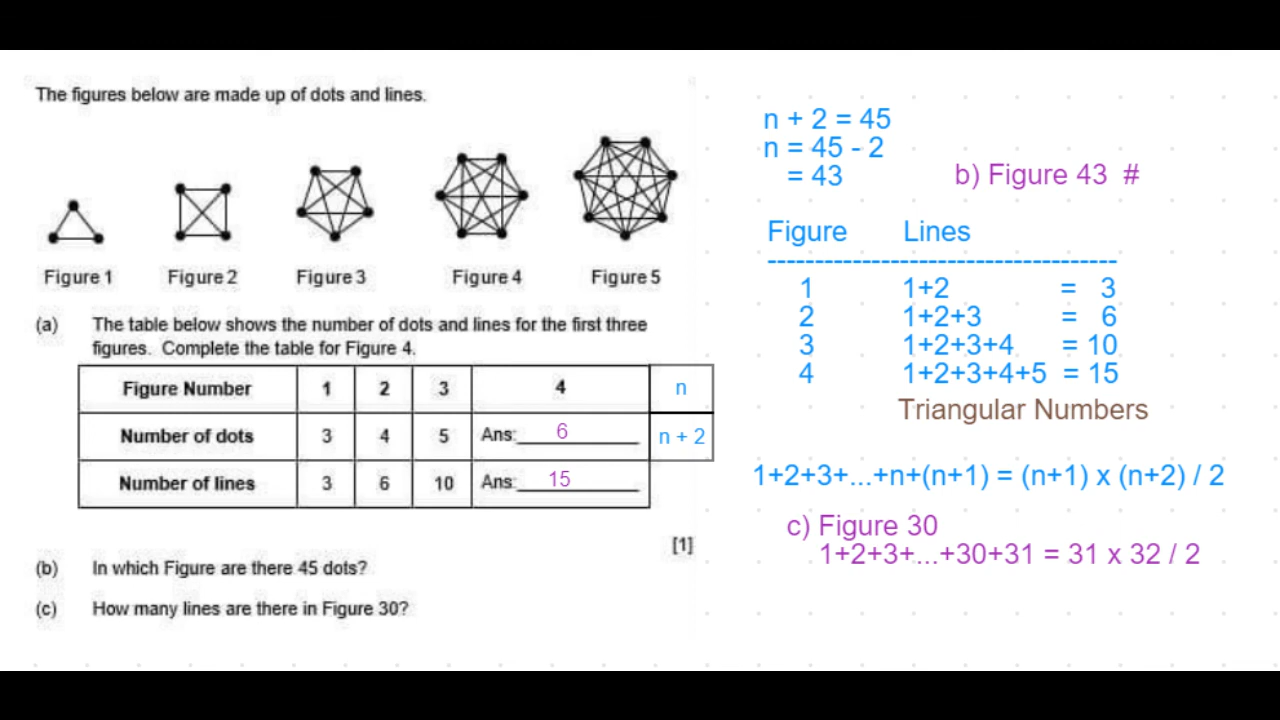 The figures below are made up of dots and lines.
Figure 1 Figure 2 Figure 3 Figure 4 Figure 5
(a) The table below shows the number of dots and lines for the first three
figures. Complete the table for Figure 4.
Figure Number 1 2 3 4 n
Number of dots 3 4 5 Ans: 6 n + 2
Number of lines 3 6 10 Ans: 15
[1]
(b) In which Figure are there 45 dots?
(c) How many lines are there in Figure 30?
n + 2 = 45
n = 45 - 2
= 43
b) Figure 43 #
Figure Lines
-------------------------------------
1 1+2 = 3
2 1+2+3 = 6
3 1+2+3+4 = 10
4 1+2+3+4+5 = 15
Triangular Numbers
1+2+3+...+n+(n+1) = (n+1) x (n+2) / 2
c) Figure 30
1+2+3+...+30+31 = 31 x 32 / 2